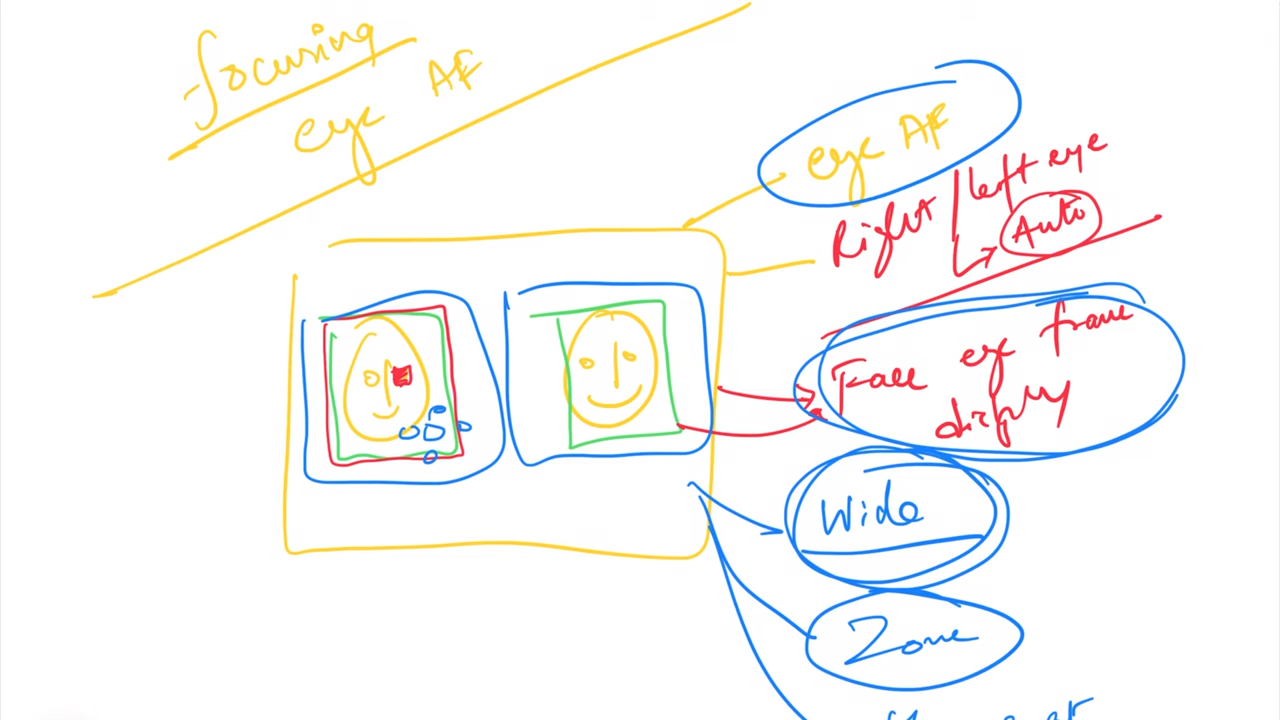 focusing
eye AF
eye AF
Right / left eye
Auto
Face eye frame
display
Wide
Zone